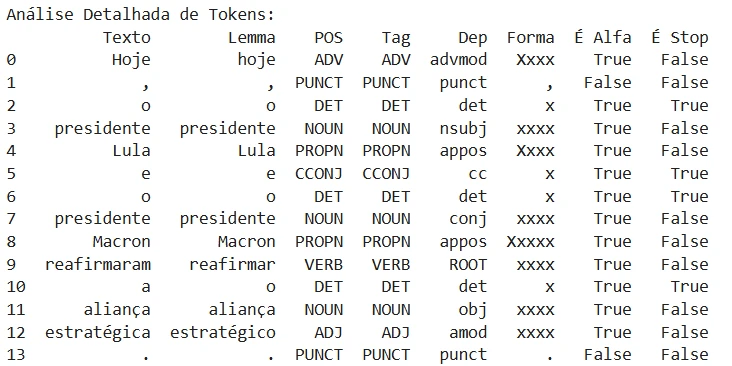 Análise Detalhada de Tokens:
Texto Lemma POS Tag Dep Forma É Alfa É Stop
0 Hoje hoje ADV ADV advmod Xxxx True False
1 , , PUNCT PUNCT punct , False False
2 o o DET DET det x True True
3 presidente presidente NOUN NOUN nsubj xxxx True False
4 Lula Lula PROPN PROPN appos Xxxx True False
5 e e CCONJ CCONJ cc x True True
6 o o DET DET det x True True
7 presidente presidente NOUN NOUN conj xxxx True False
8 Macron Macron PROPN PROPN appos Xxxxx True False
9 reafirmaram reafirmar VERB VERB ROOT xxxx True False
10 a o DET DET det x True True
11 aliança aliança NOUN NOUN obj xxxx True False
12 estratégica estratégico ADJ ADJ amod xxxx True False
13 . . PUNCT PUNCT punct . False False